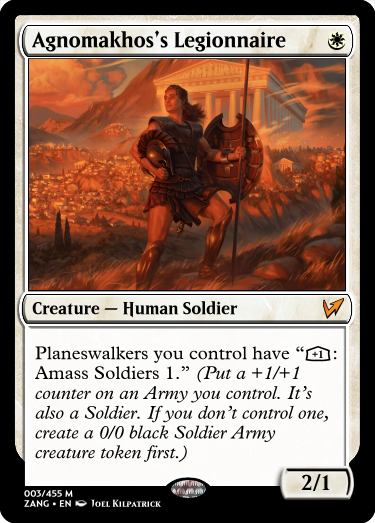 Agnomakhos's Legionnaire
Creature — Human Soldier
Planeswalkers you control have “+1:
Amass Soldiers 1.” (Put a +1/+1
counter on an Army you control. It's
also a Soldier. If you don't control one,
create a 0/0 black Soldier Army
creature token first.)
2/1
003/455 M
ZANG • EN Joel Kilpatrick